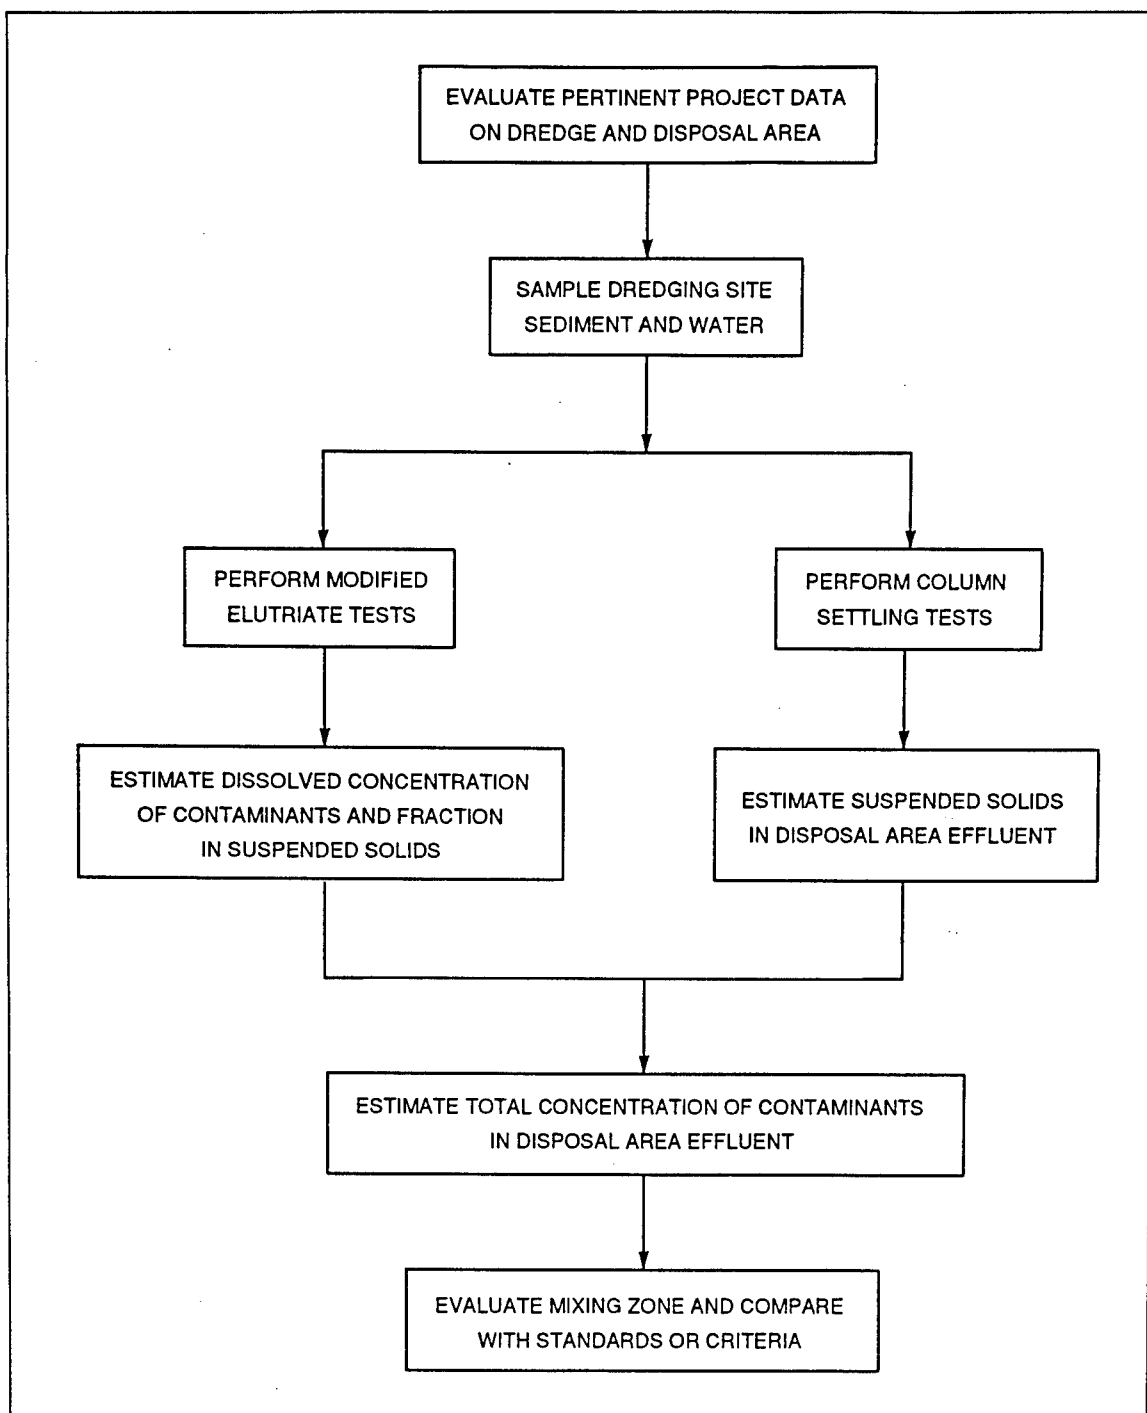 EVALUATE PERTINENT PROJECT DATA
ON DREDGE AND DISPOSAL AREA
SAMPLE DREDGING SITE
SEDIMENT AND WATER
PERFORM MODIFIED
ELUTRIATE TESTS
PERFORM COLUMN
SETTLING TESTS
ESTIMATE DISSOLVED CONCENTRATION
OF CONTAMINANTS AND FRACTION
IN SUSPENDED SOLIDS
ESTIMATE SUSPENDED SOLIDS
IN DISPOSAL AREA EFFLUENT
ESTIMATE TOTAL CONCENTRATION OF CONTAMINANTS
IN DISPOSAL AREA EFFLUENT
EVALUATE MIXING ZONE AND COMPARE
WITH STANDARDS OR CRITERIA